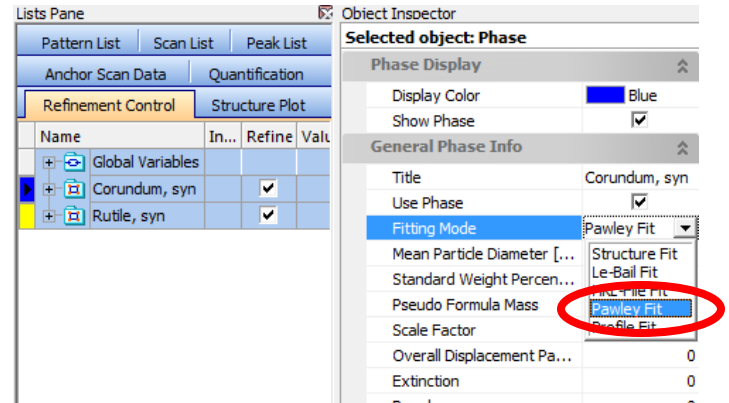 Lists Pane
Pattern List Scan List Peak List
Anchor Scan Data Quantification
Refinement Control Structure Plot
Name In... Refine Valu
Global Variables
Corundum, syn
Rutile, syn
Object Inspector
Selected object: Phase
Phase Display
Display Color Blue
Show Phase
General Phase Info
Title Corundum, syn
Use Phase
Fitting Mode Pawley Fit
Mean Particle Diameter [...
Standard Weight Percen...
Pseudo Formula Mass
Scale Factor
Overall Displacement Pa... 0
Extinction 0
Structure Fit
Le-Bail Fit
HKL-File Fit
Pawley Fit
Profile Fit